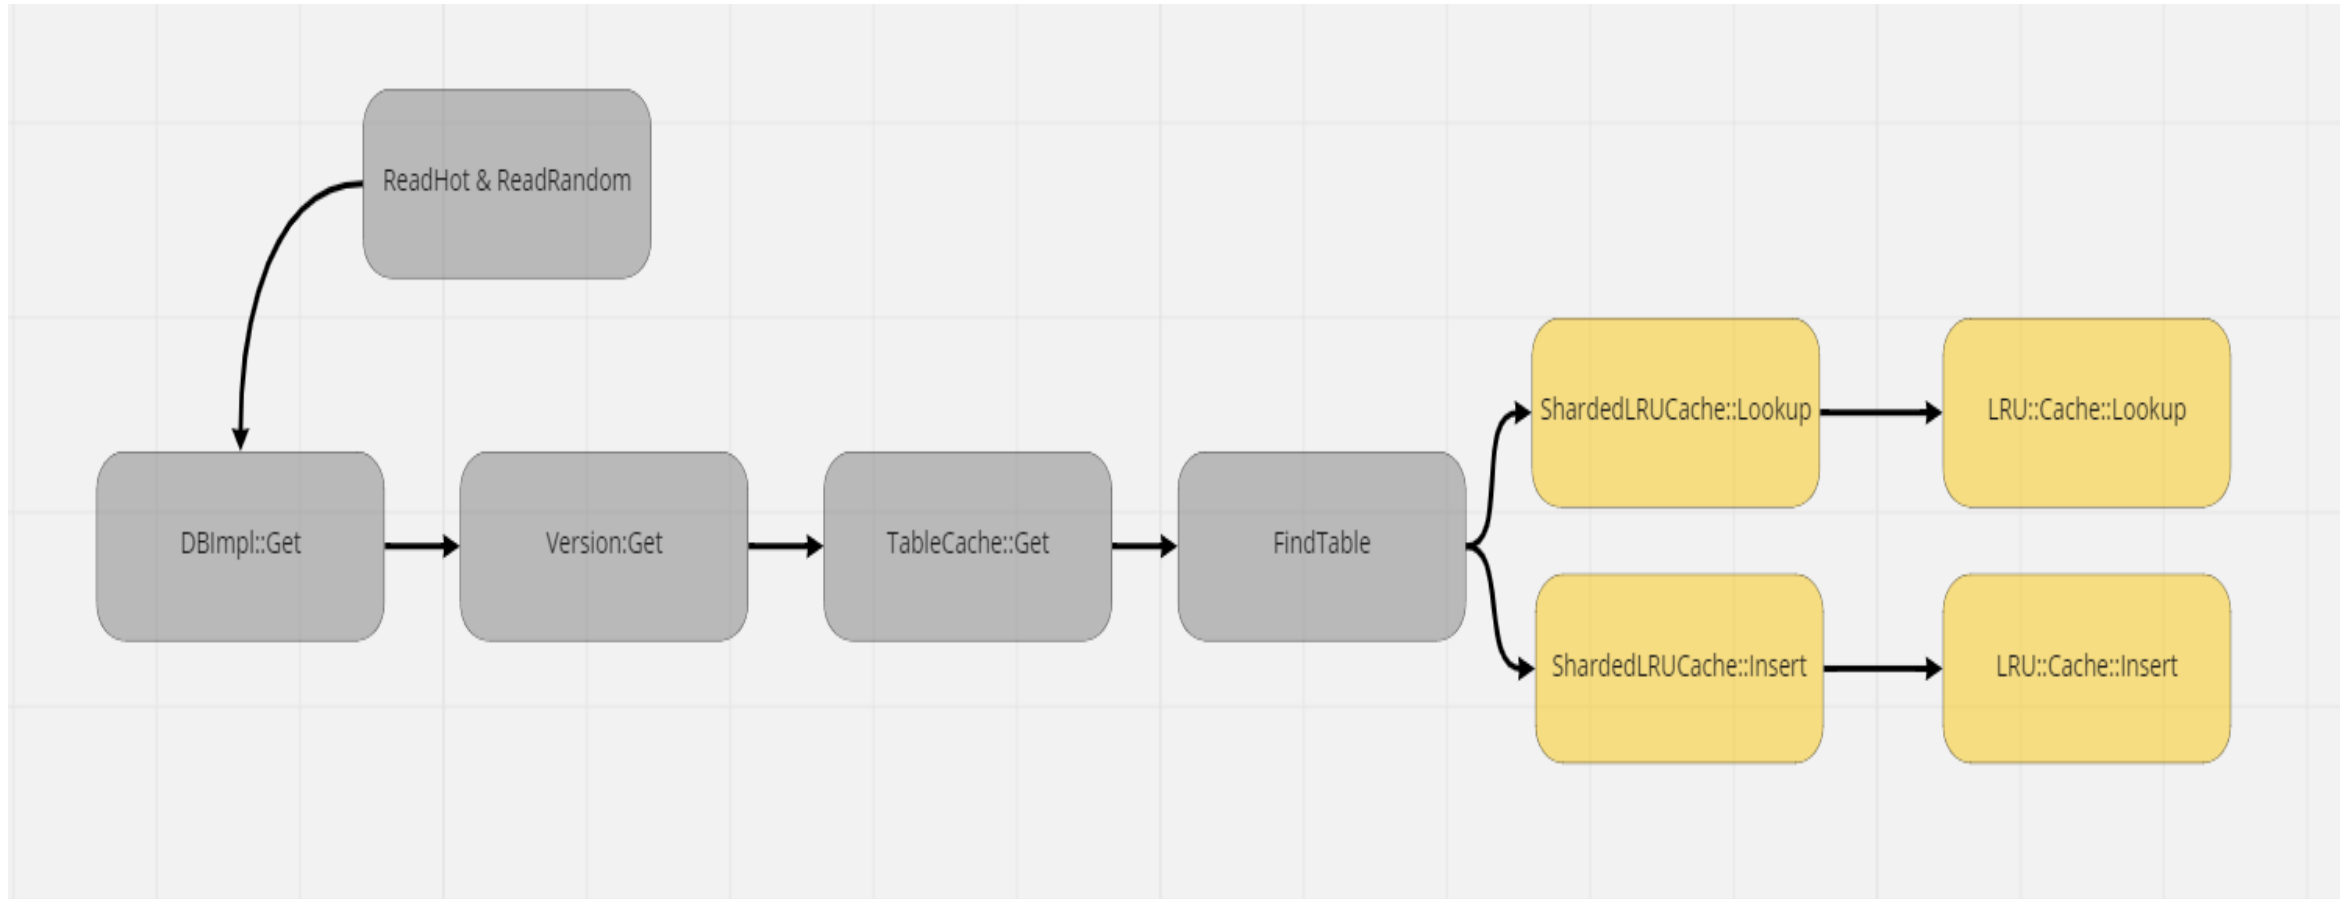 ReadHot & ReadRandom
DBImpl::Get
Version:Get
TableCache::Get
FindTable
ShardedLRUCache::Lookup
LRU::Cache::Lookup
ShardedLRUCache::Insert
LRU::Cache::Insert